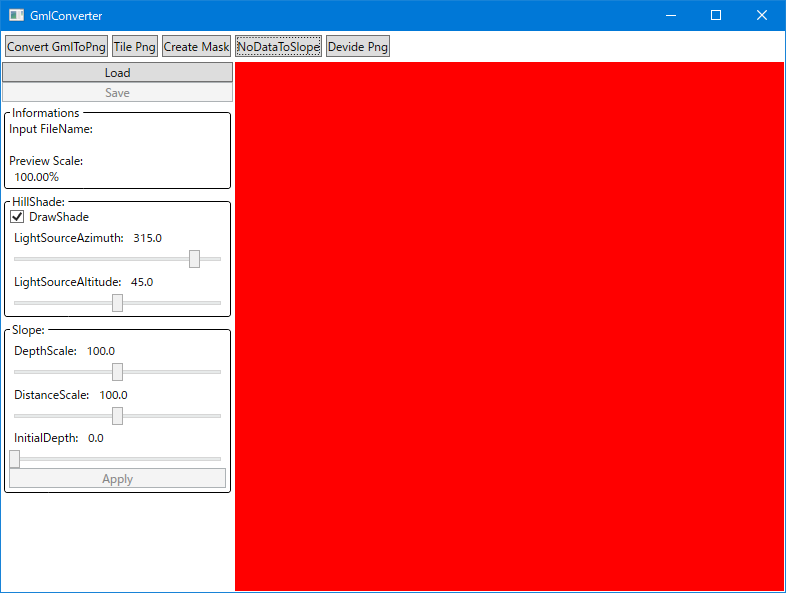 GmlConverter
Convert GmlToPng Tile Png Create Mask NoDataToSlope Devide Png
Load
Save
Informations
Input FileName:
Preview Scale:
100.00%
HillShade:
DrawShade
LightSourceAzimuth: 315.0
LightSourceAltitude: 45.0
Slope:
DepthScale: 100.0
DistanceScale: 100.0
InitialDepth: 0.0
Apply